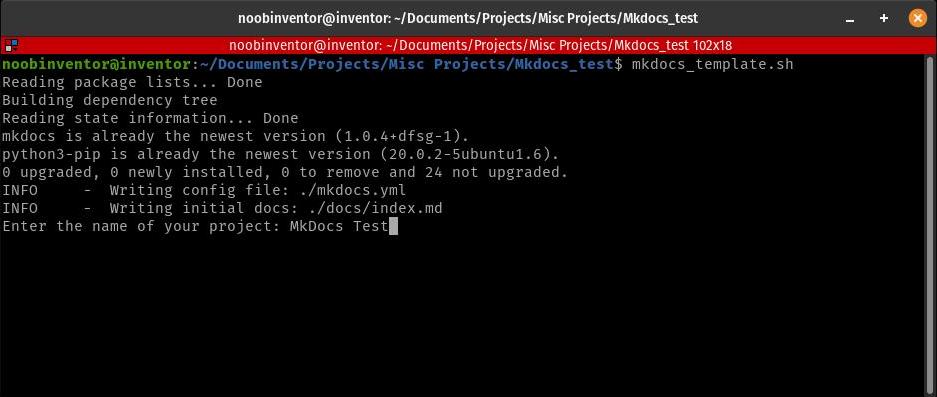 noobinventor@inventor: ~/Documents/Projects/Misc Projects/Mkdocs_test
noobinventor@inventor: ~/Documents/Projects/Misc Projects/Mkdocs_test 102x18
noobinventor@inventor:~/Documents/Projects/Misc Projects/Mkdocs_test$ mkdocs_template.sh
Reading package lists... Done
Building dependency tree
Reading state information... Done
mkdocs is already the newest version (1.0.4+dfsg-1).
python3-pip is already the newest version (20.0.2-5ubuntu1.6).
0 upgraded, 0 newly installed, 0 to remove and 24 not upgraded.
INFO     -  Writing config file: ./mkdocs.yml
INFO     -  Writing initial docs: ./docs/index.md
Enter the name of your project: MkDocs Test